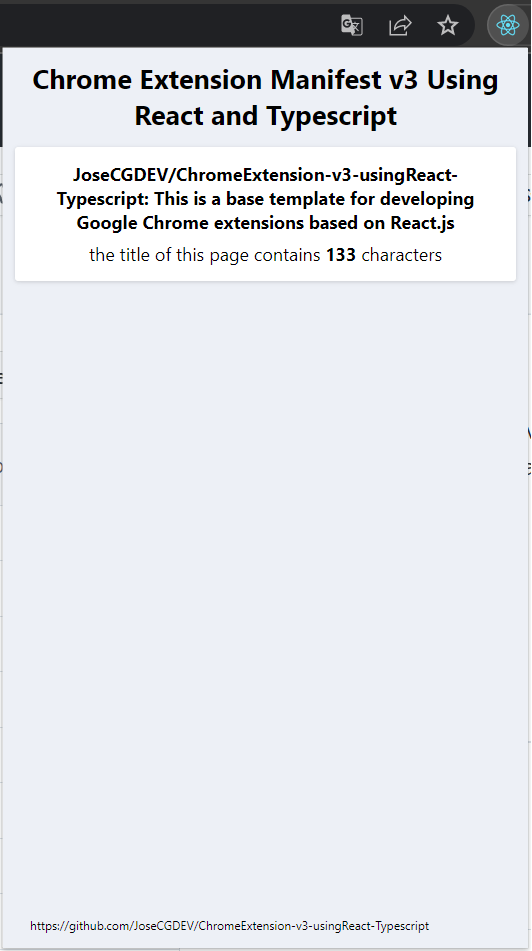 Chrome Extension Manifest v3 Using
React and Typescript
JoseCGDEV/ChromeExtension-v3-usingReact-
Typescript: This is a base template for developing
Google Chrome extensions based on React.js
the title of this page contains 133 characters
https://github.com/JoseCGDEV/ChromeExtension-v3-usingReact-Typescript